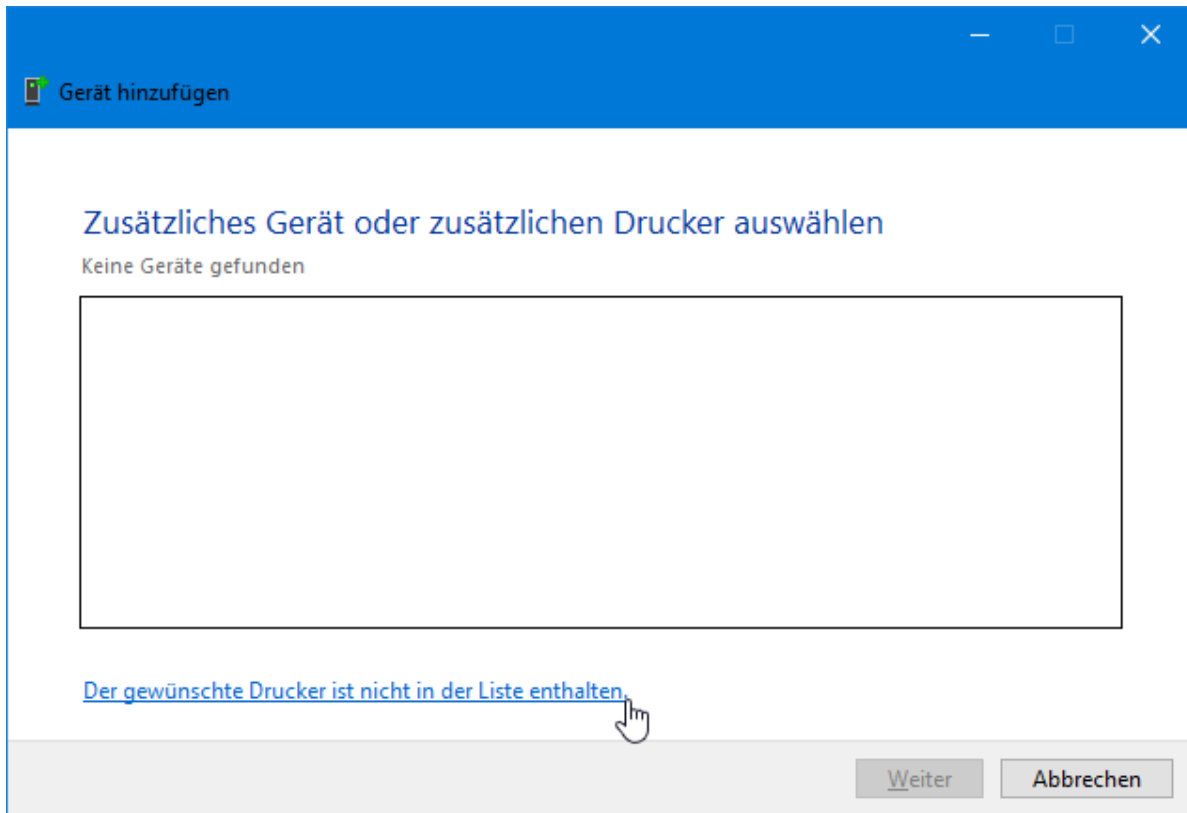 Gerät hinzufügen
Zusätzliches Gerät oder zusätzlichen Drucker auswählen
Keine Geräte gefunden
Der gewünschte Drucker ist nicht in der Liste enthalten.
Weiter
Abbrechen